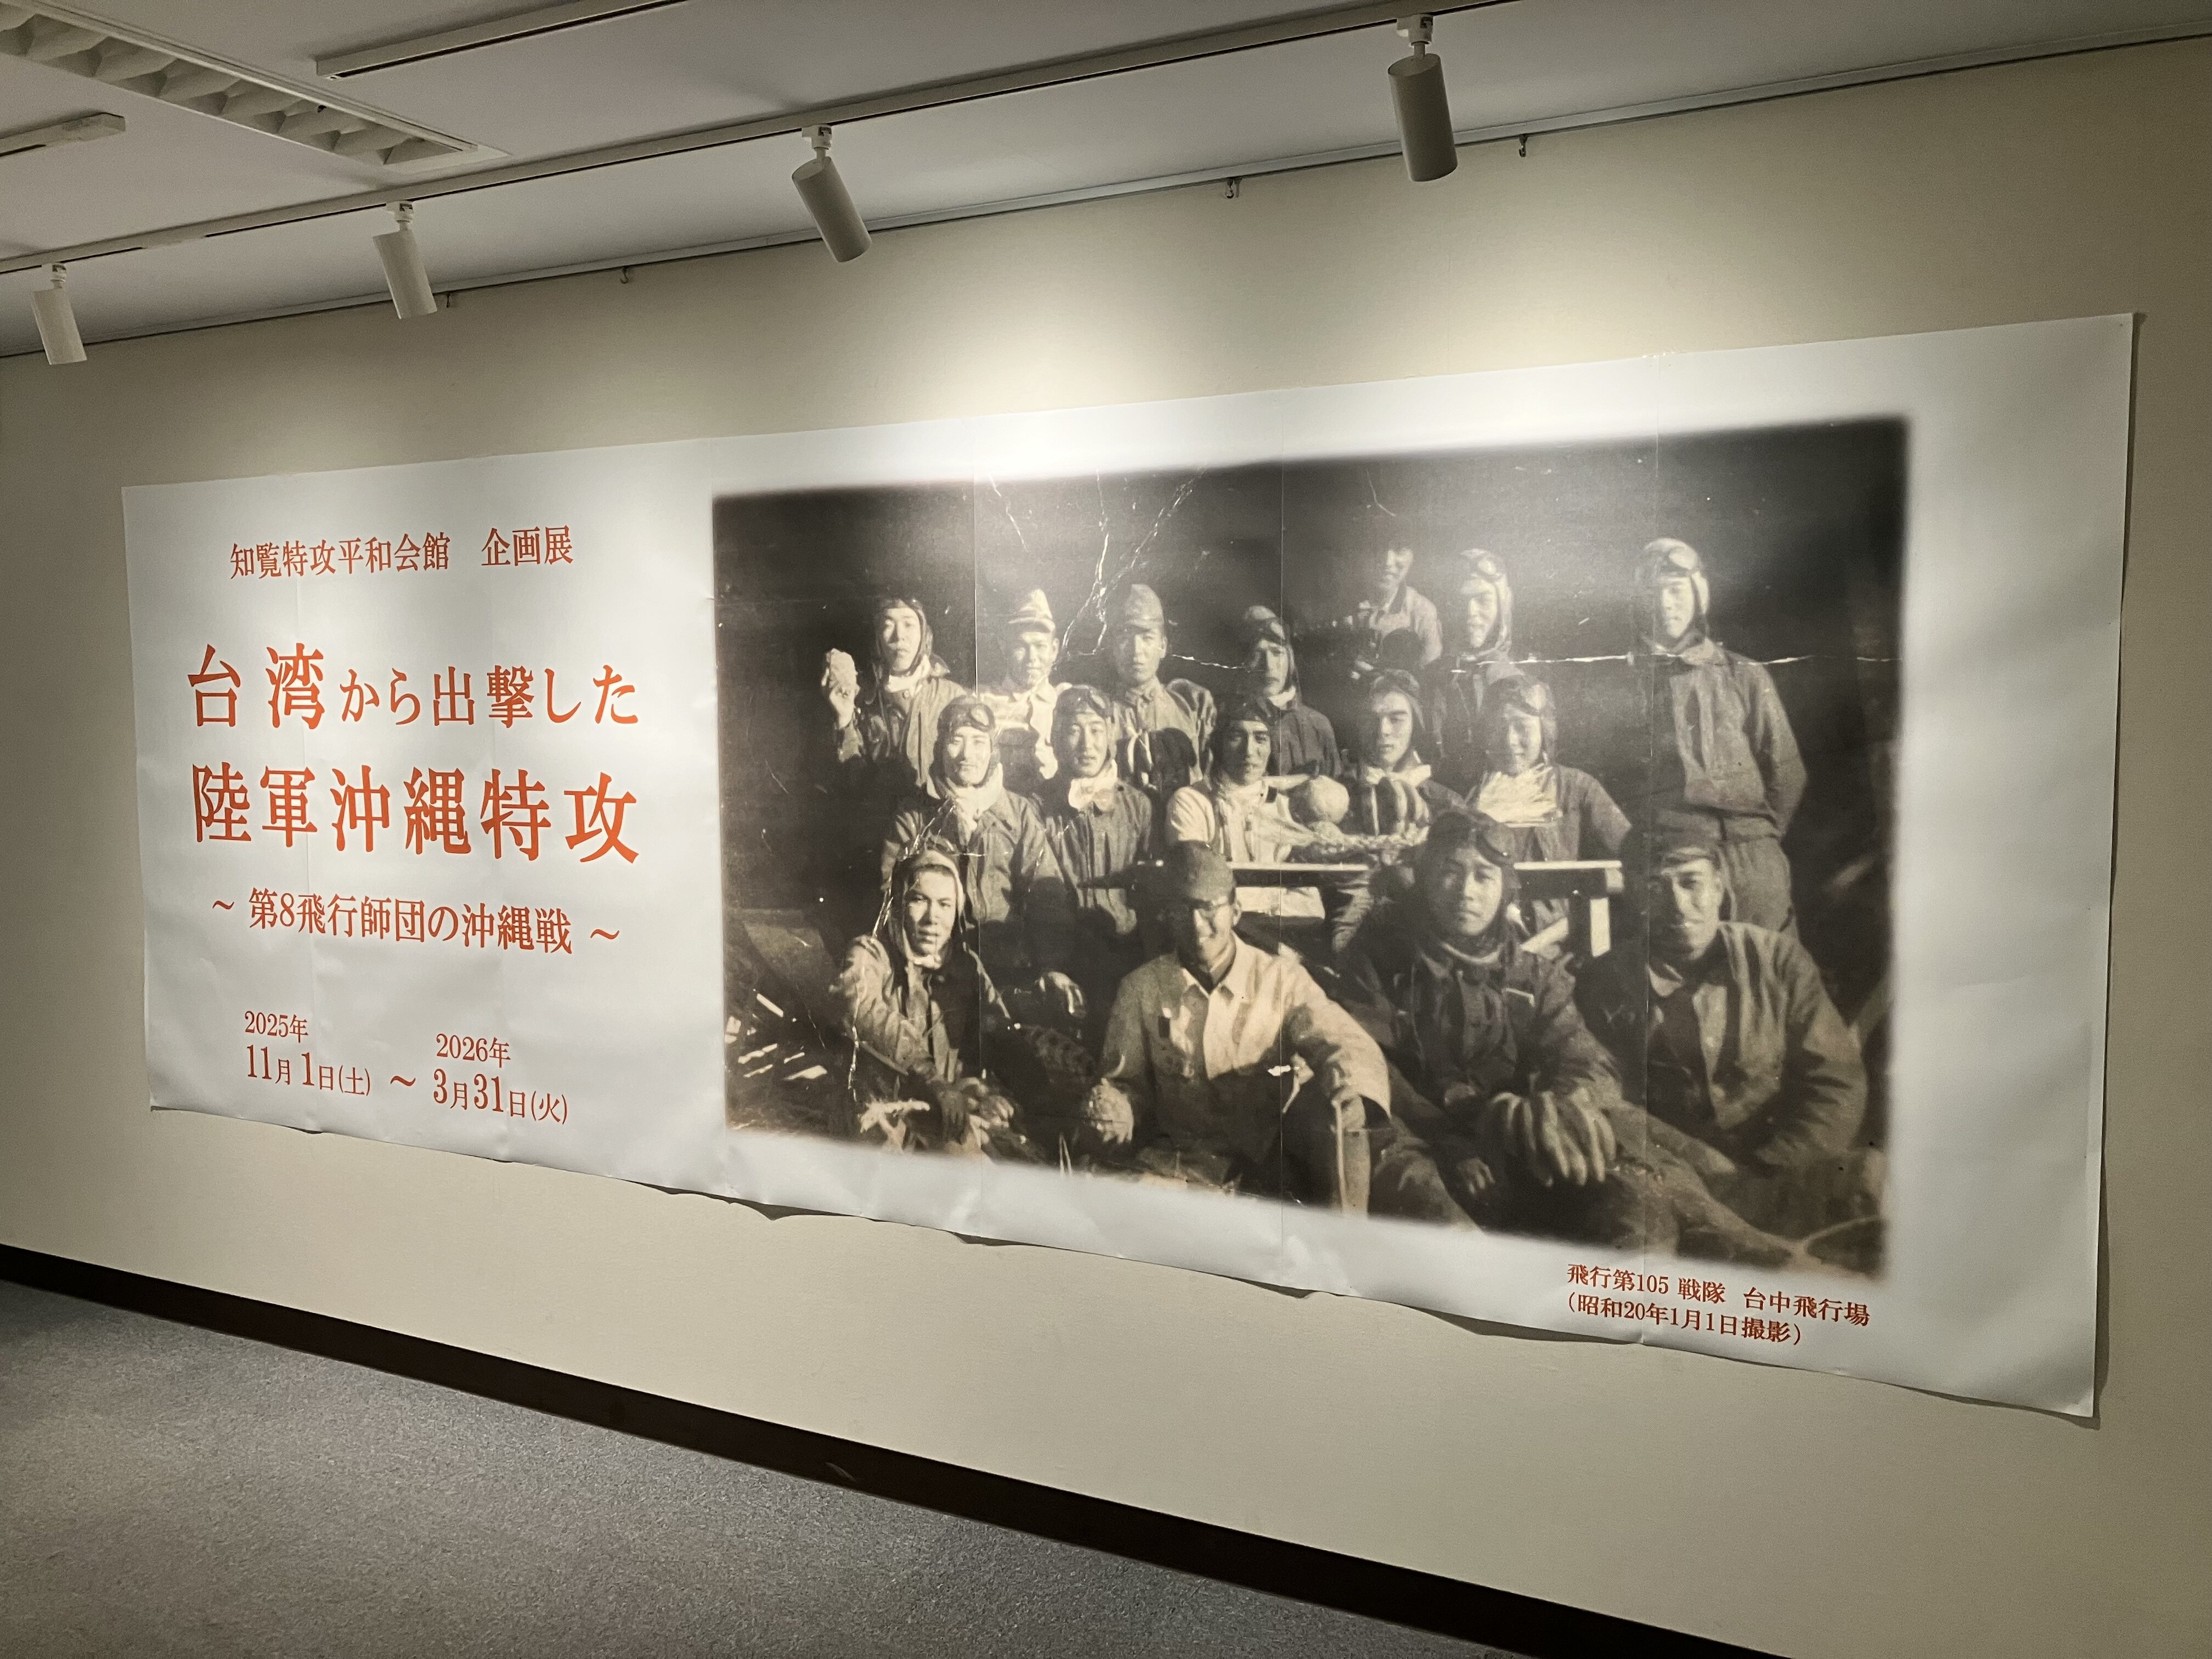 知覧特攻平和会館　企画展
台湾から出撃した
陸軍沖縄特攻
～ 第8飛行師団の沖縄戦 ～
2025年
11月1日(土) ～ 2026年
3月31日(火)
飛行第105 戦隊　台中飛行場
（昭和20年1月1日撮影）